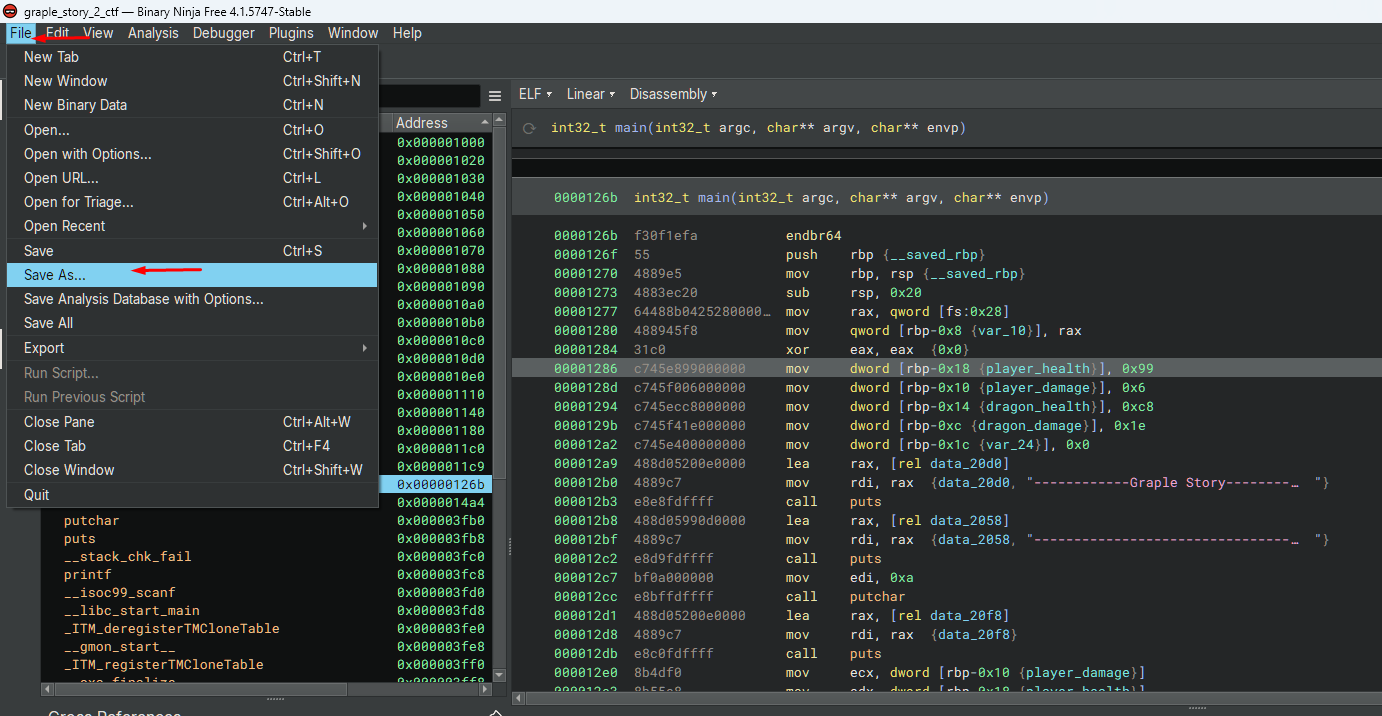 graple_story_2_ctf — Binary Ninja Free 4.1.5747-Stable
File Edit View Analysis Debugger Plugins Window Help
New Tab Ctrl+T
New Window Ctrl+Shift+N
New Binary Data Ctrl+N
Open... Ctrl+O
Open with Options... Ctrl+Shift+O
Open URL... Ctrl+L
Open for Triage... Ctrl+Alt+O
Open Recent
Save Ctrl+S
Save As...
Save Analysis Database with Options...
Save All
Export
Run Script...
Run Previous Script
Close Pane Ctrl+Alt+W
Close Tab Ctrl+F4
Close Window Ctrl+Shift+W
Quit
putchar
puts
__stack_chk_fail
printf
__isoc99_scanf
__libc_start_main
_ITM_deregisterTMCloneTable
__gmon_start__
_ITM_registerTMCloneTable
Address
0x000001000
0x000001020
0x000001030
0x000001040
0x000001050
0x000001060
0x000001070
0x000001080
0x000001090
0x0000010a0
0x0000010b0
0x0000010c0
0x0000010d0
0x0000010e0
0x000001110
0x000001140
0x000001180
0x0000011c0
0x0000011c9
0x00000126b
0x0000014a4
0x000003fb0
0x000003fb8
0x000003fc0
0x000003fc8
0x000003fd0
0x000003fd8
0x000003fe0
0x000003fe8
0x000003ff0
0x000003ff8
Cross References
ELF Linear Disassembly
int32_t main(int32_t argc, char** argv, char** envp)
0000126b int32_t main(int32_t argc, char** argv, char** envp)
0000126b f30f1efa endbr64
0000126f 55 push rbp {__saved_rbp}
00001270 4889e5 mov rbp, rsp {__saved_rbp}
00001273 4883ec20 sub rsp, 0x20
00001277 64488b0425280000… mov rax, qword [fs:0x28]
00001280 488945f8 mov qword [rbp-0x8 {var_10}], rax
00001284 31c0 xor eax, eax {0x0}
00001286 c745e899000000 mov dword [rbp-0x18 {player_health}], 0x99
0000128d c745f006000000 mov dword [rbp-0x10 {player_damage}], 0x6
00001294 c745ecc8000000 mov dword [rbp-0x14 {dragon_health}], 0xc8
0000129b c745f41e000000 mov dword [rbp-0xc {dragon_damage}], 0x1e
000012a2 c745e400000000 mov dword [rbp-0x1c {var_24}], 0x0
000012a9 488d05200e0000 lea rax, [rel data_20d0]
000012b0 4889c7 mov rdi, rax {data_20d0, "------------Graple Story--------… "}
000012b3 e8e8fdffff call puts
000012b8 488d05990d0000 lea rax, [rel data_2058]
000012bf 4889c7 mov rdi, rax {data_2058, "--------------------------------… "}
000012c2 e8d9fdffff call puts
000012c7 bf0a000000 mov edi, 0xa
000012cc e8bffdffff call putchar
000012d1 488d05200e0000 lea rax, [rel data_20f8]
000012d8 4889c7 mov rdi, rax {data_20f8}
000012db e8c0fdffff call puts
000012e0 8b4df0 mov ecx, dword [rbp-0x10 {player_damage}]
000012e3 8b55e8 mov edx, dword [rbp-0x18 {player_health}]